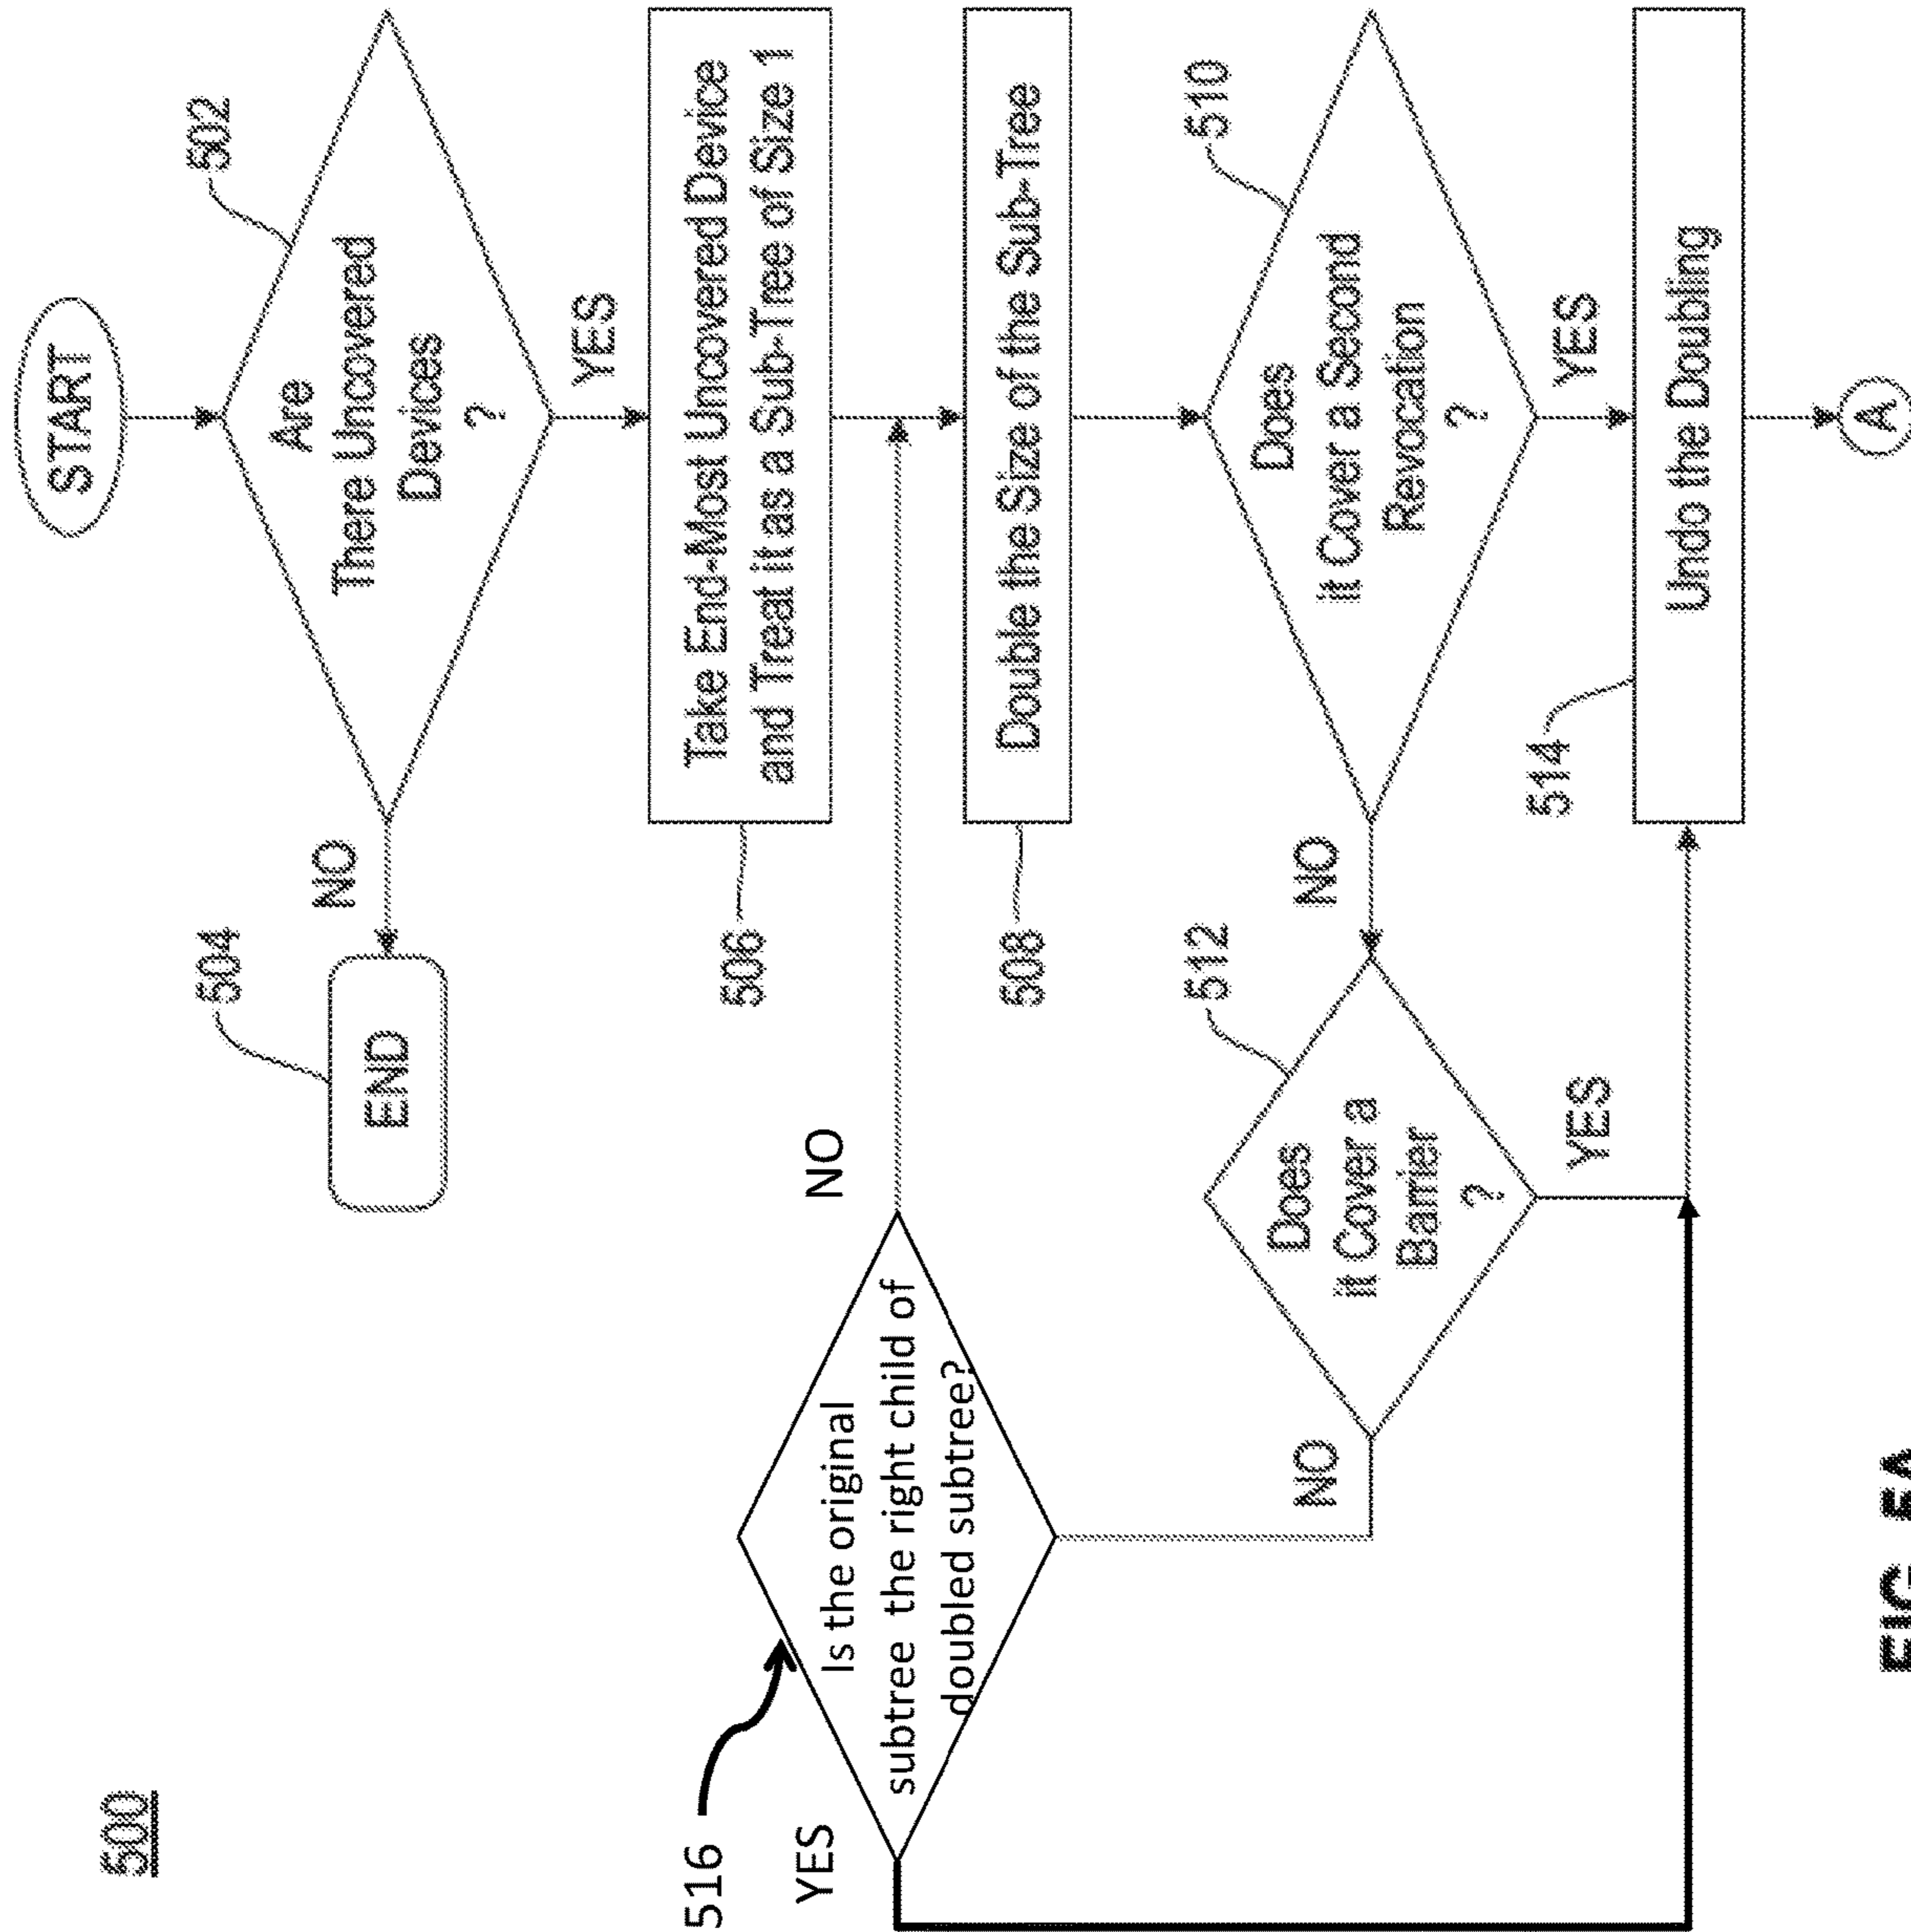 500
START
502
Are
There Uncovered
Devices
?
NO
504
END
YES
Take End-Most Uncovered Device
and Treat it as a Sub-Tree of Size 1
506
516
Is the original
subtree the right child of
doubled subtree?
YES
NO
Double the Size of the Sub-Tree
508
510
Does
it Cover a Second
Revocation
?
NO
YES
512
Does
it Cover a
Barrier
?
NO
YES
514
Undo the Doubling
A
FIG. 5A